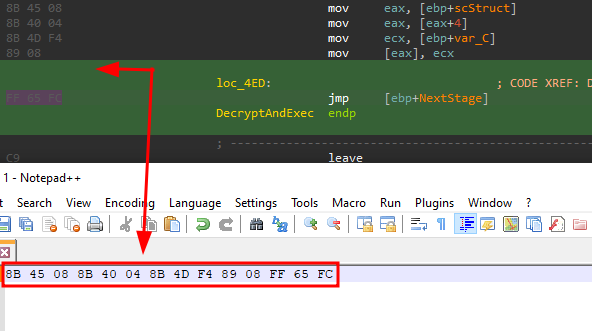 8B 45 08 mov eax, [ebp+scStruct]
8B 40 04 mov eax, [eax+4]
8B 4D F4 mov ecx, [ebp+var_C]
89 08 mov [eax], ecx
loc_4ED: ; CODE XREF: D
FF 65 FC jmp [ebp+NextStage]
DecryptAndExec endp
; ---------------------------------------------
C9 leave
1 - Notepad++
t Search View Encoding Language Settings Tools Macro Run Plugins Window ?
8B 45 08 8B 40 04 8B 4D F4 89 08 FF 65 FC